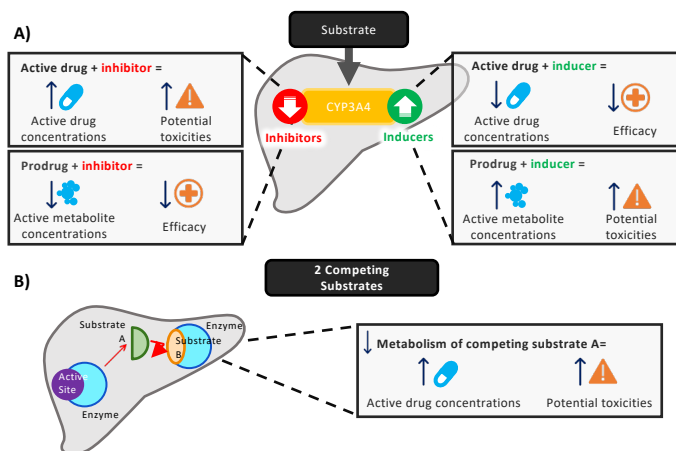 A)
Substrate
Active drug + inhibitor =
Active drug
concentrations
Potential
toxicities
Prodrug + inhibitor =
Active metabolite
concentrations
Efficacy
CYP3A4
Inhibitors
Inducers
Active drug + inducer =
Active drug
concentrations
Efficacy
Prodrug + inducer =
Active metabolite
concentrations
Potential
toxicities
2 Competing
Substrates
B)
Substrate
A
Enzyme
Substrate
B
Active
Site
Enzyme
Metabolism of competing substrate A=
Active drug concentrations
Potential toxicities